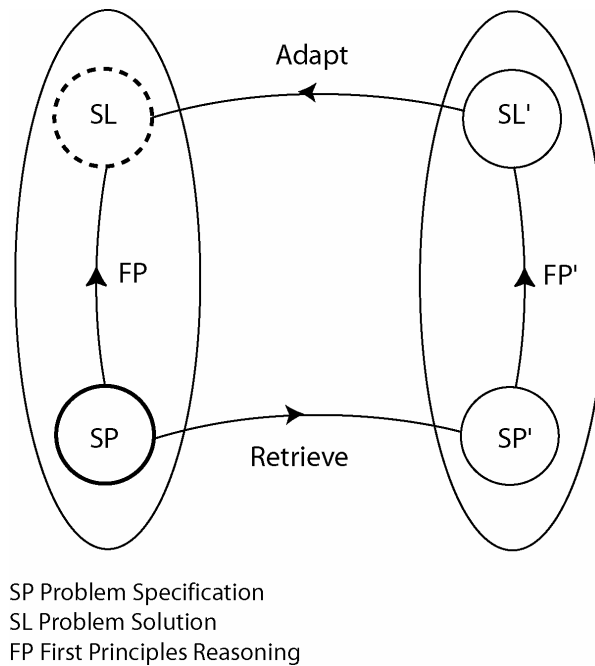 Adapt
SL
SL'
FP
FP'
SP
SP'
Retrieve
SP Problem Specification
SL Problem Solution
FP First Principles Reasoning